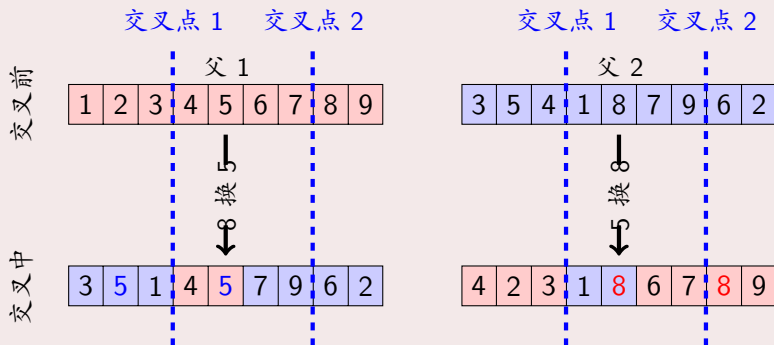 交叉点 1 交叉点 2 交叉点 1 交叉点 2
父 1 父 2
交叉前
1 2 3 4 5 6 7 8 9 3 5 4 1 8 7 9 6 2
8 换 5 5 换 8
交叉中
3 5 1 4 5 7 9 6 2 4 2 3 1 8 6 7 8 9